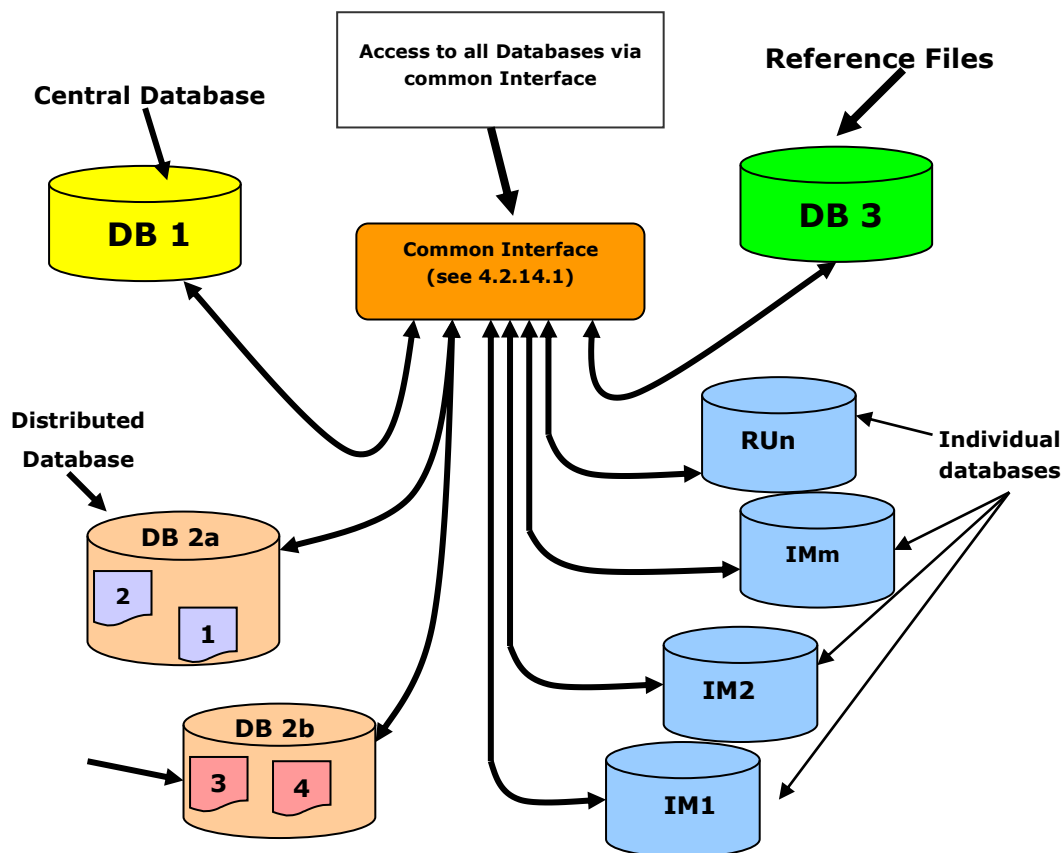 Access to all Databases via
common Interface
Reference Files
Central Database
DB 1
DB 3
Common Interface
(see 4.2.14.1)
Distributed
Database
RUn
Individual
databases
DB 2a
IMm
2
1
IM2
DB 2b
3
4
IM1